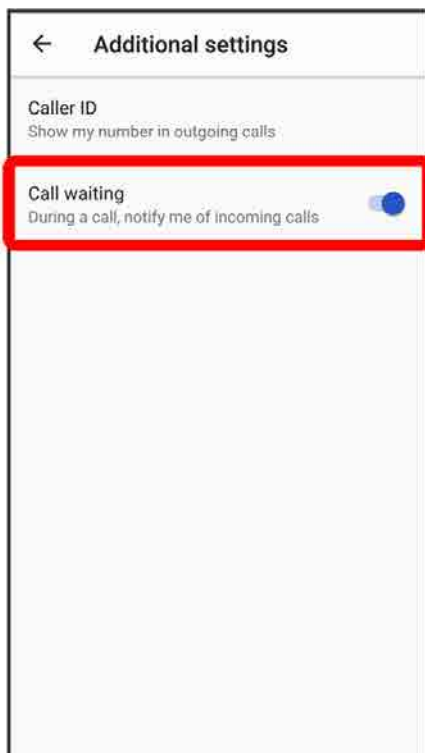 Additional settings
Caller ID
Show my number in outgoing calls
Call waiting
During a call, notify me of incoming calls